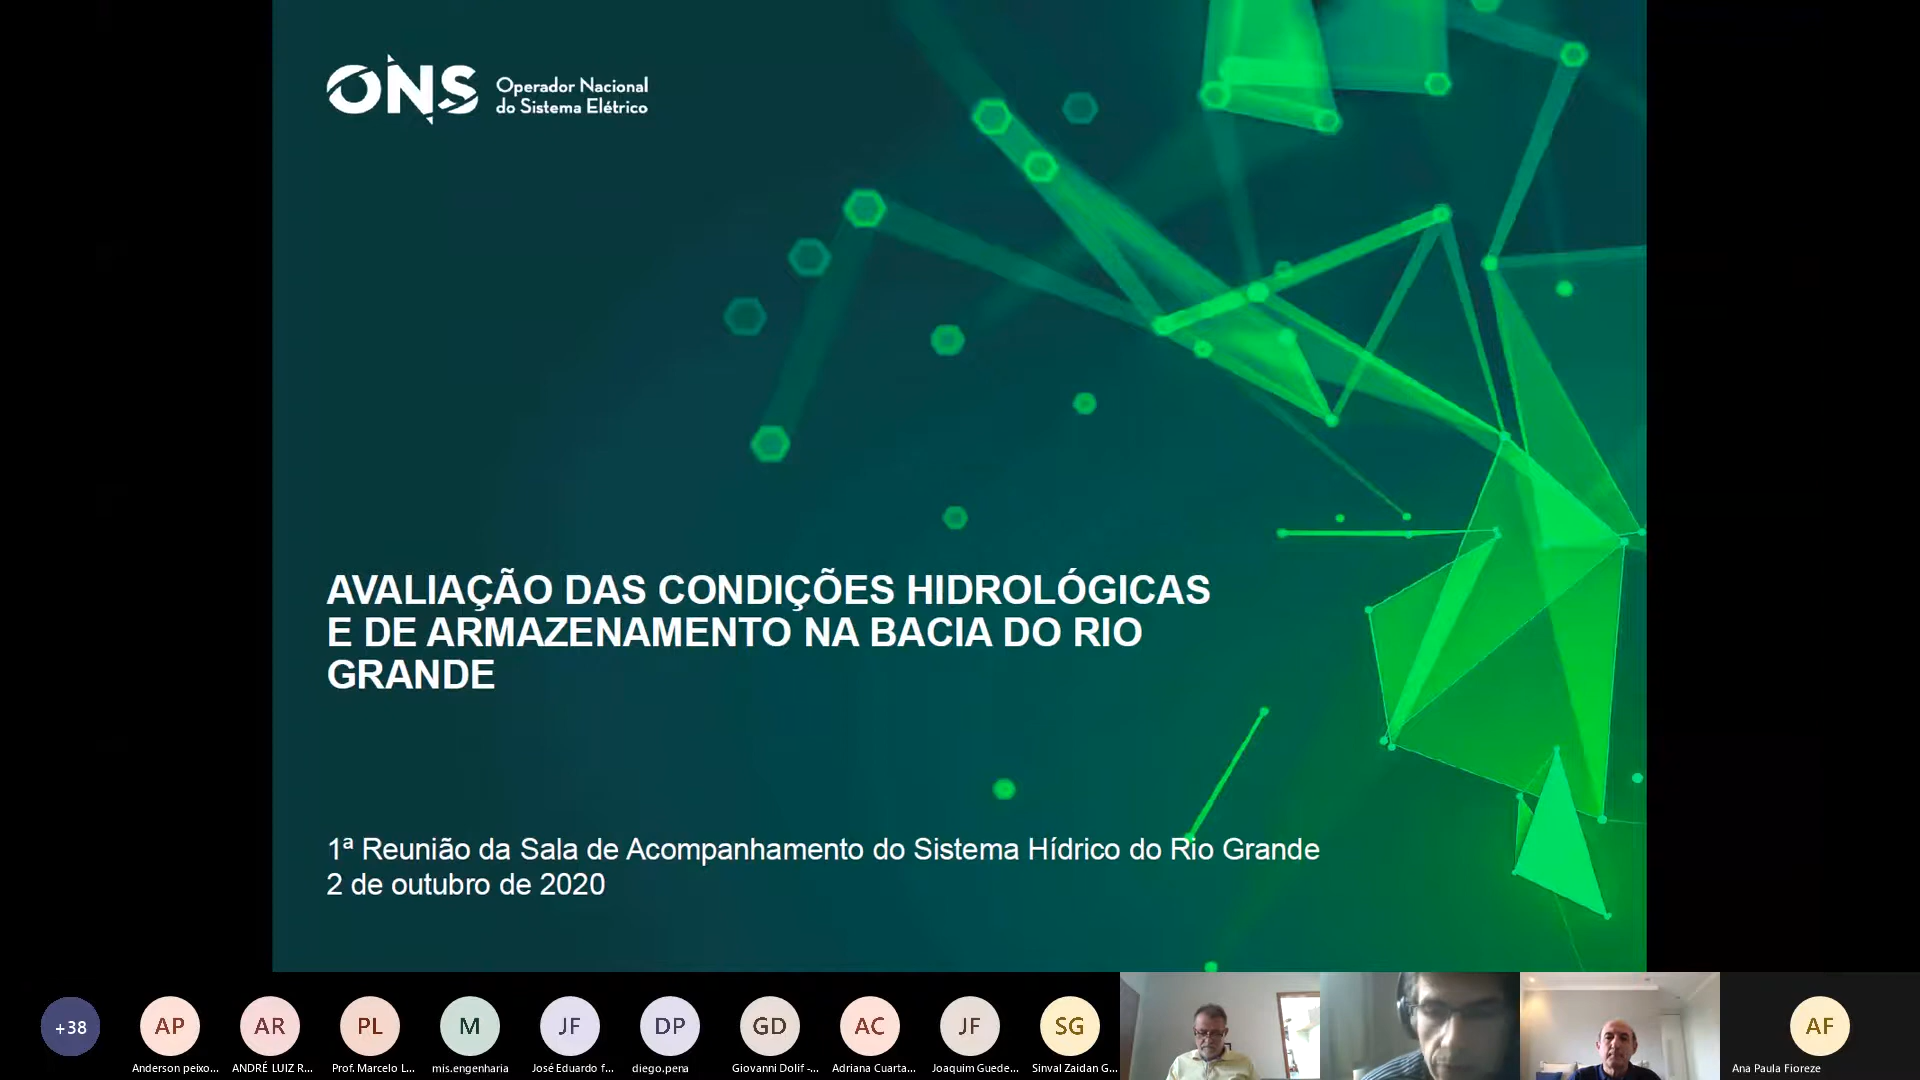 ONS
Operador Nacional
do Sistema Elétrico
AVALIAÇÃO DAS CONDIÇÕES HIDROLÓGICAS
E DE ARMAZENAMENTO NA BACIA DO RIO
GRANDE
1ª Reunião da Sala de Acompanhamento do Sistema Hídrico do Rio Grande
2 de outubro de 2020
+38
AP
AR
PL
M
JF
DP
GD
AC
JF
SG
AF
Anderson peixo...
ANDRÉ LUIZ R...
Prof. Marcelo L...
mis.engenharia
José Eduardo f...
diego.pena
Giovanni Dolif -...
Adriana Cuarta...
Joaquim Guede...
Sinval Zaidan G...
Ana Paula Fioreze